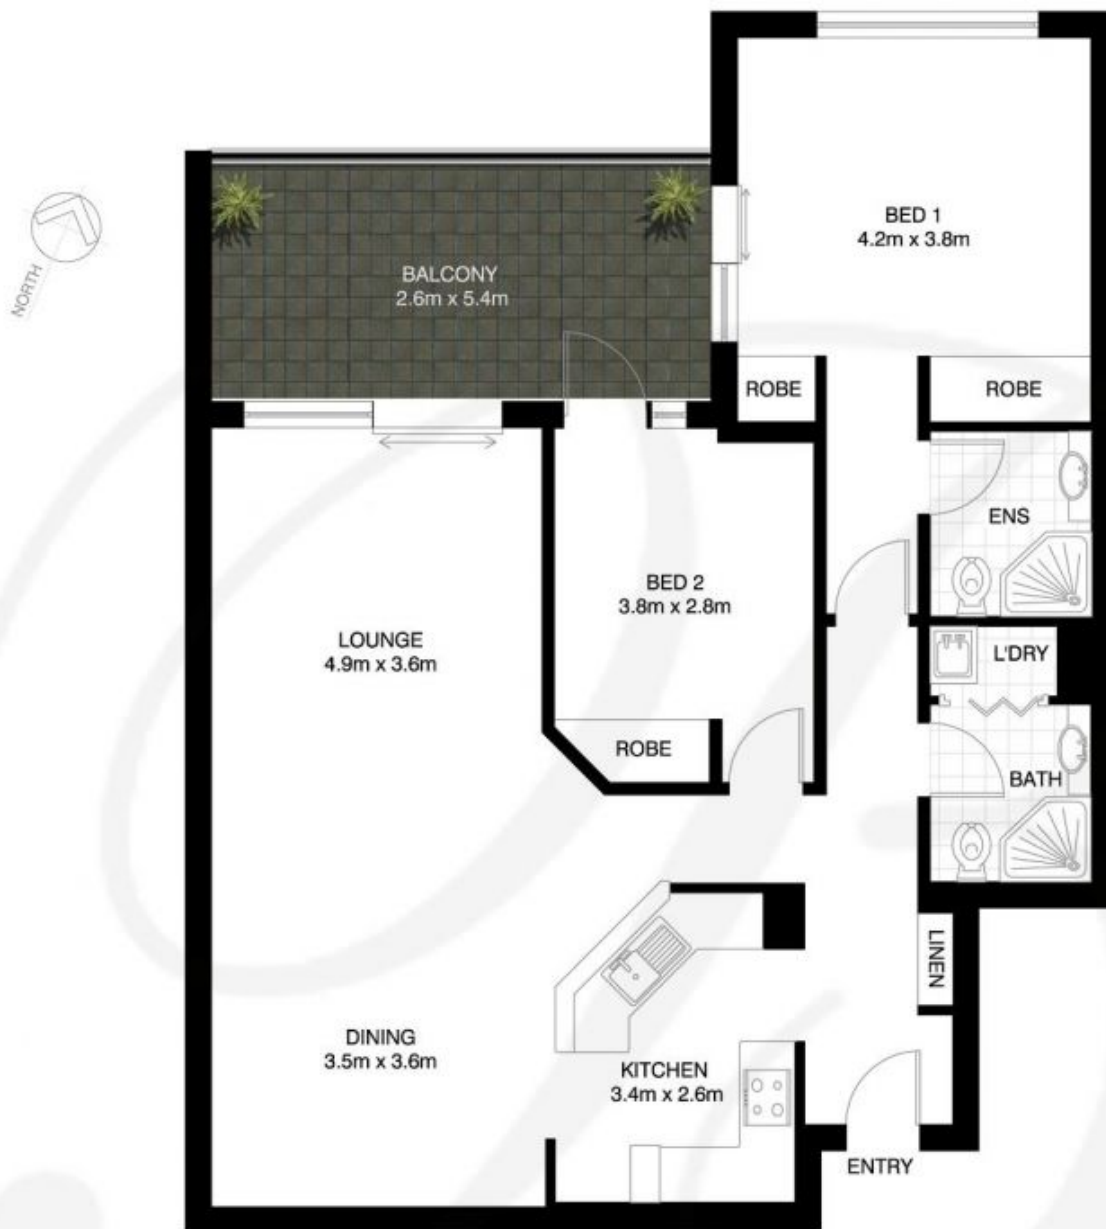 BED 1
4.2m x 3.8m
NORTH
BALCONY
2.6m x 5.4m
ROBE
ROBE
ENS
BED 2
3.8m x 2.8m
LOUNGE
4.9m x 3.6m
L'DRY
ROBE
BATH
LINEN
DINING
3.5m x 3.6m
KITCHEN
3.4m x 2.6m
ENTRY